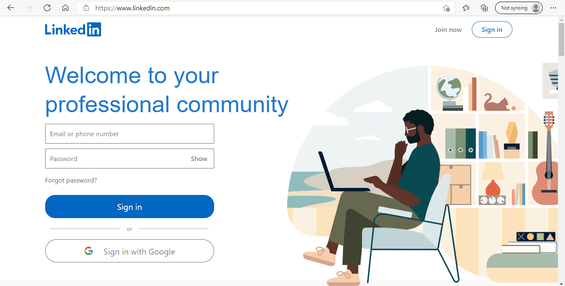 https://www.linkedin.com
Not syncing
Linked in
Join now
Sign in
Welcome to your
professional community
Email or phone number
Password
Show
Forgot password?
Sign in
or
Sign in with Google